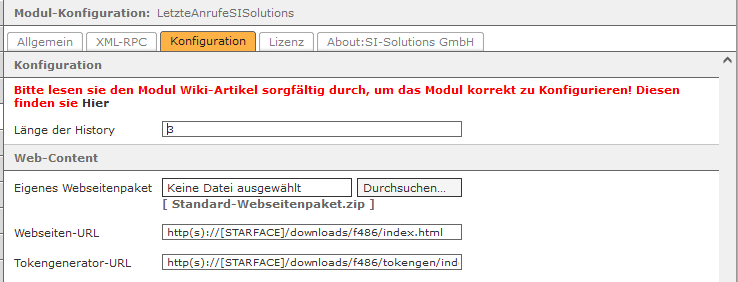 Modul-Konfiguration: LetzteAnrufeSISolutions
Allgemein XML-RPC Konfiguration Lizenz About:SI-Solutions GmbH
Konfiguration
Bitte lesen sie den Modul Wiki-Artikel sorgfältig durch, um das Modul korrekt zu Konfigurieren! Diesen
finden sie Hier
Länge der History 3
Web-Content
Eigenes Webseitenpaket Keine Datei ausgewählt Durchsuchen...
[ Standard-Webseitenpaket.zip ]
Webseiten-URL http(s)://[STARFACE]/downloads/f486/index.html
Tokengenerator-URL http(s)://[STARFACE]/downloads/f486/tokengen/ind